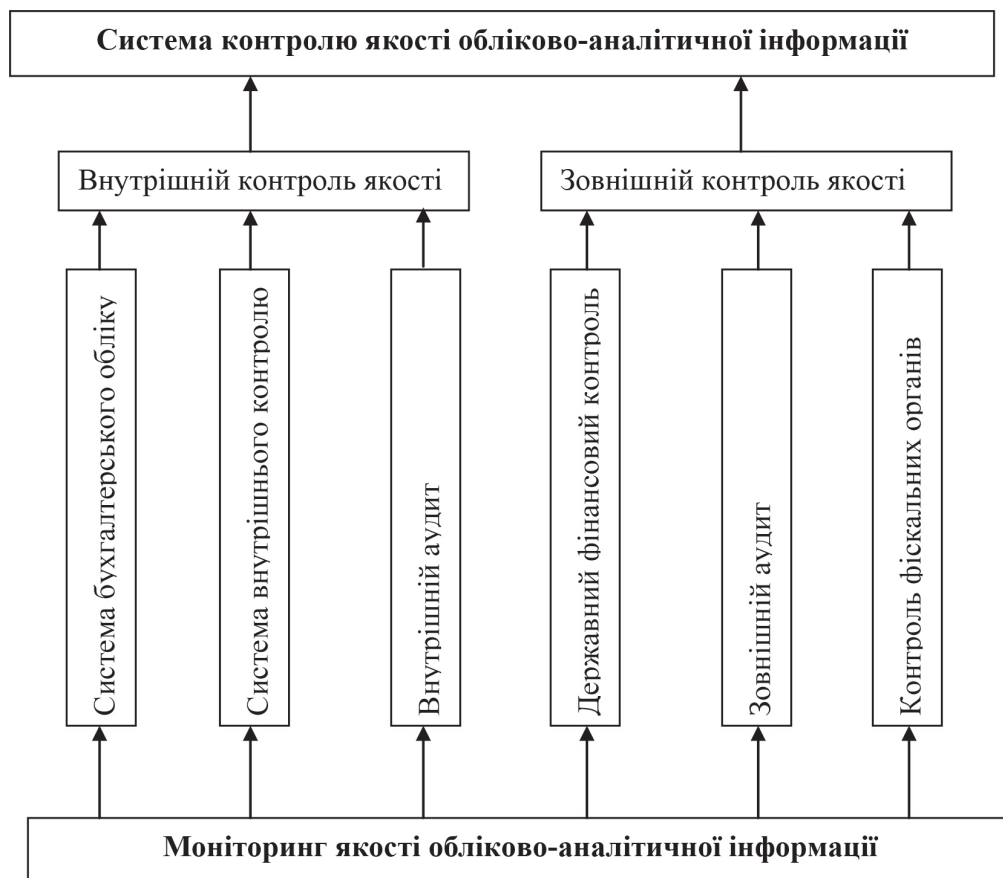 Система контролю якості обліково-аналітичної інформації
Внутрішній контроль якості
Зовнішній контроль якості
Система бухгалтерського обліку
Система внутрішнього контролю
Внутрішній аудит
Державний фінансовий контроль
Зовнішній аудит
Контроль фіскальних органів
Моніторинг якості обліково-аналітичної інформації